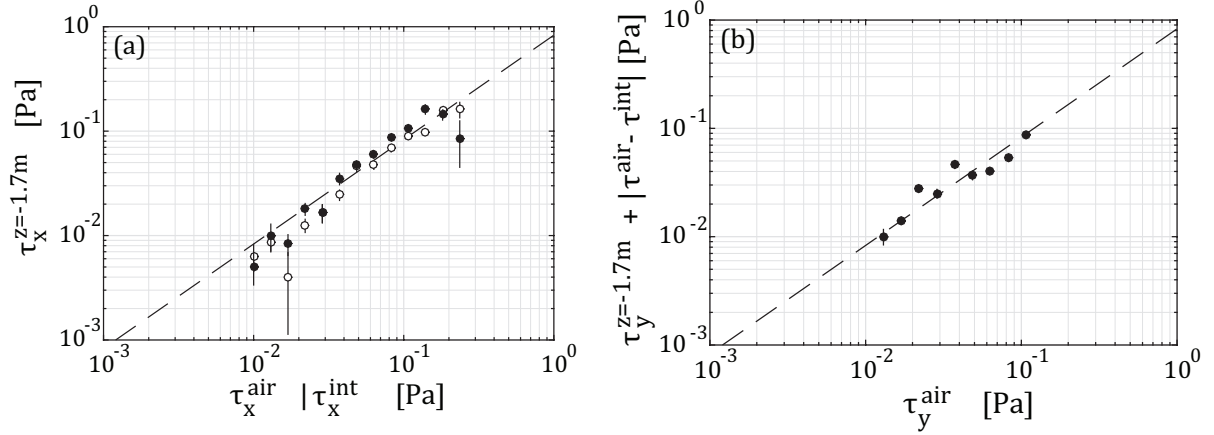 (a)
10^0
10^-1
10^-2
10^-3
τ_x^{z=-1.7m} [Pa]
10^-3 10^-2 10^-1 10^0
τ_x^{air} | τ_x^{int} [Pa]
(b)
10^0
10^-1
10^-2
10^-3
τ_y^{z=-1.7m} + |τ^{air}- τ^{int}| [Pa]
10^-3 10^-2 10^-1 10^0
τ_y^{air} [Pa]